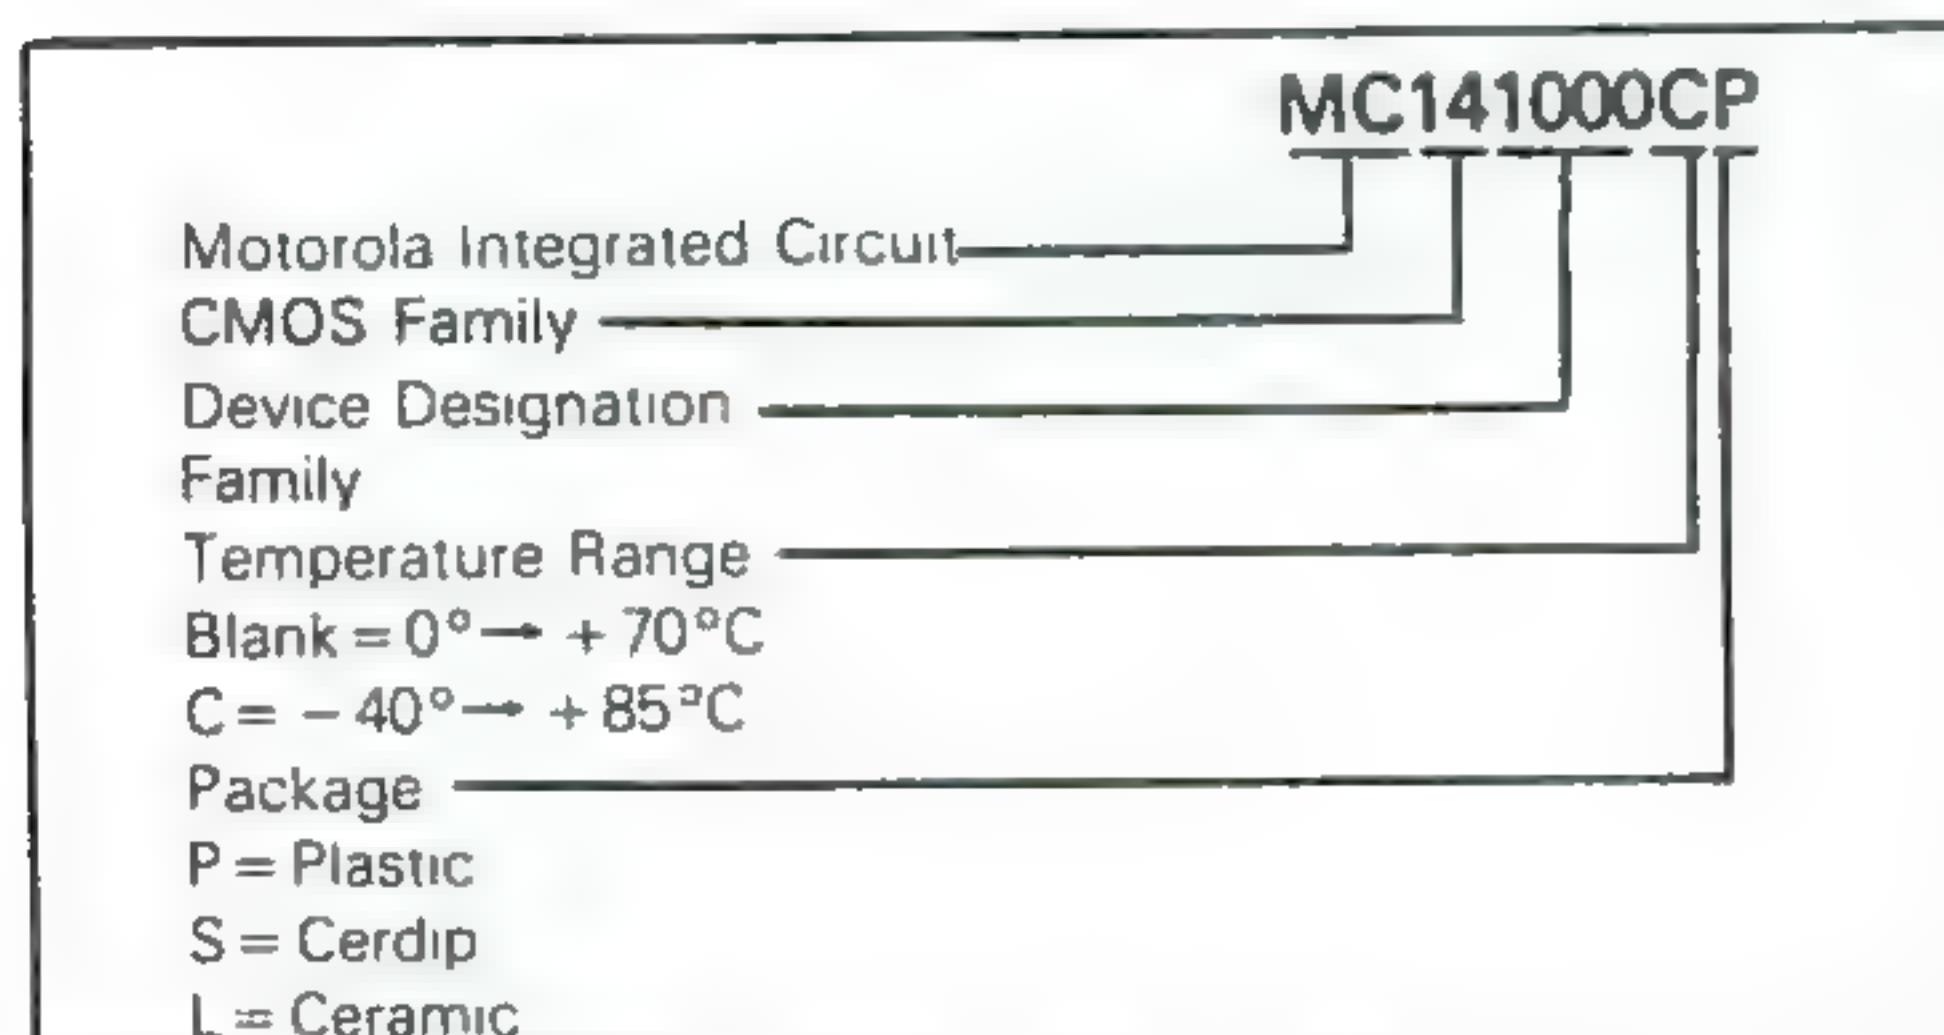 MC141000CP
Motorola Integrated Circuit
CMOS Family
Device Designation
Family
Temperature Range
Blank = 0° → + 70°C
C = − 40° → + 85°C
Package
P = Plastic
S = Cerdip
L = Ceramic